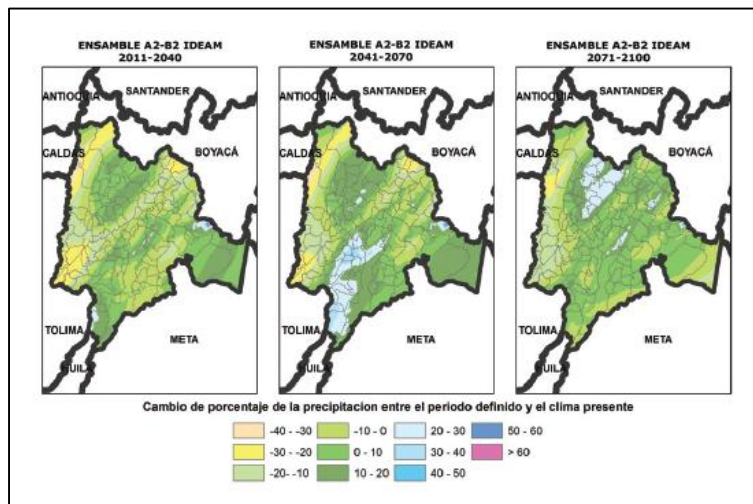 ENSAMBLE A2-B2 IDEAM
2011-2040
ANTIOQUIA
SANTANDER
CALDAS
BOYACÁ
TOLIMA
META
HUILA
ENSAMBLE A2-B2 IDEAM
2041-2070
ANTIOQUIA
SANTANDER
CALDAS
BOYACÁ
TOLIMA
META
HUILA
ENSAMBLE A2-B2 IDEAM
2071-2100
ANTIOQUIA
SANTANDER
CALDAS
BOYACÁ
TOLIMA
META
HUILA
Cambio de porcentaje de la precipitacion entre el periodo definido y el clima presente
-40 - -30
-30 - -20
-20 - -10
-10 - 0
0 - 10
10 - 20
20 - 30
30 - 40
40 - 50
50 - 60
> 60